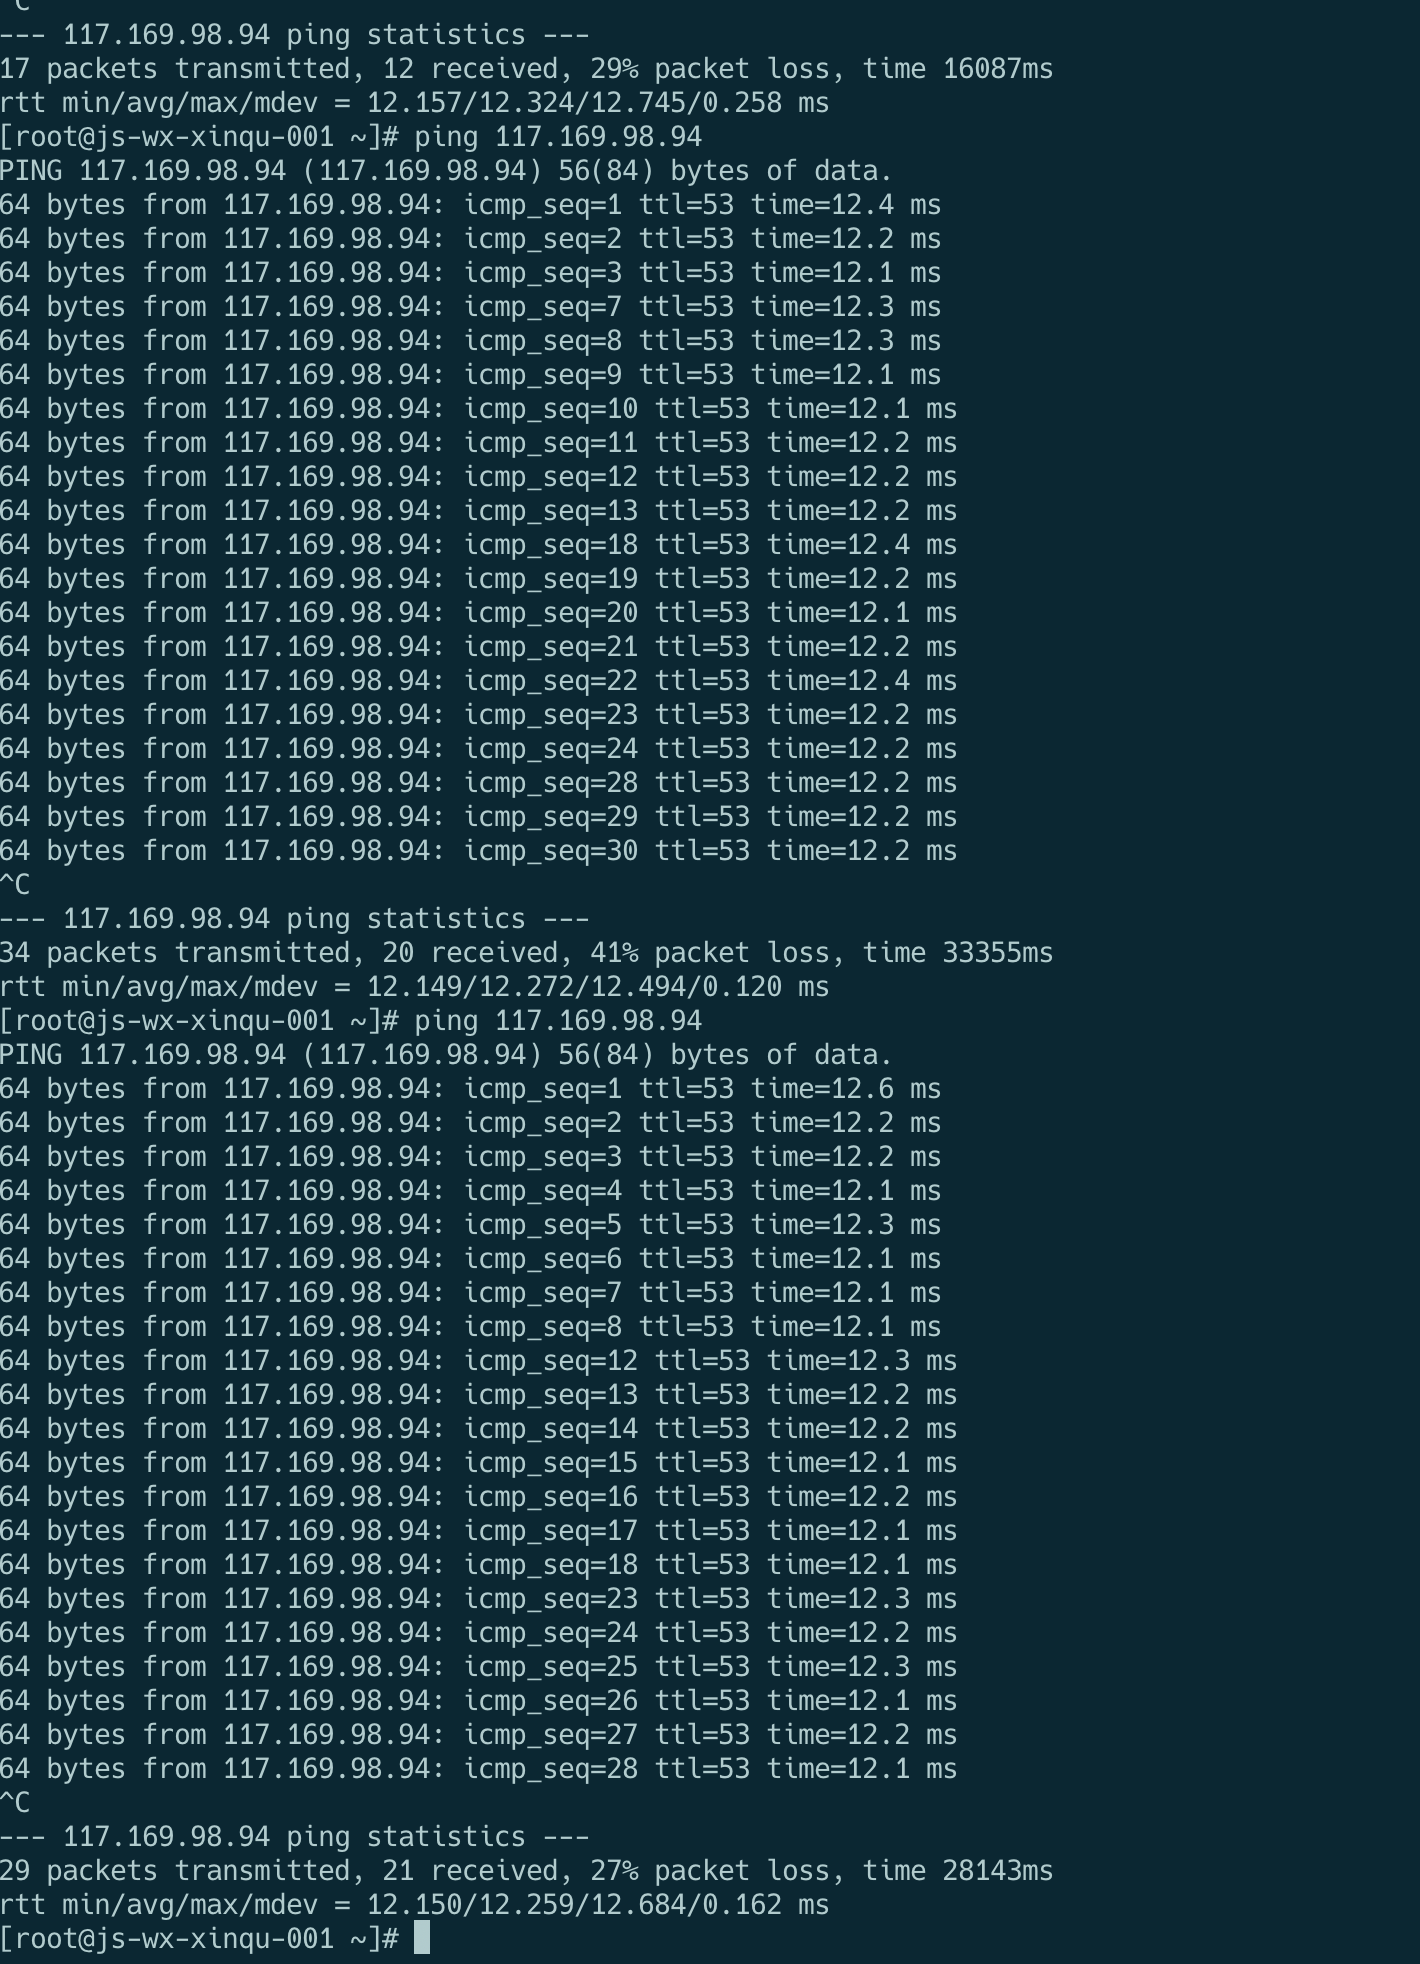 ^C
--- 117.169.98.94 ping statistics ---
17 packets transmitted, 12 received, 29% packet loss, time 16087ms
rtt min/avg/max/mdev = 12.157/12.324/12.745/0.258 ms
[root@js-wx-xinqu-001 ~]# ping 117.169.98.94
PING 117.169.98.94 (117.169.98.94) 56(84) bytes of data.
64 bytes from 117.169.98.94: icmp_seq=1 ttl=53 time=12.4 ms
64 bytes from 117.169.98.94: icmp_seq=2 ttl=53 time=12.2 ms
64 bytes from 117.169.98.94: icmp_seq=3 ttl=53 time=12.1 ms
64 bytes from 117.169.98.94: icmp_seq=7 ttl=53 time=12.3 ms
64 bytes from 117.169.98.94: icmp_seq=8 ttl=53 time=12.3 ms
64 bytes from 117.169.98.94: icmp_seq=9 ttl=53 time=12.1 ms
64 bytes from 117.169.98.94: icmp_seq=10 ttl=53 time=12.1 ms
64 bytes from 117.169.98.94: icmp_seq=11 ttl=53 time=12.2 ms
64 bytes from 117.169.98.94: icmp_seq=12 ttl=53 time=12.2 ms
64 bytes from 117.169.98.94: icmp_seq=13 ttl=53 time=12.2 ms
64 bytes from 117.169.98.94: icmp_seq=18 ttl=53 time=12.4 ms
64 bytes from 117.169.98.94: icmp_seq=19 ttl=53 time=12.2 ms
64 bytes from 117.169.98.94: icmp_seq=20 ttl=53 time=12.1 ms
64 bytes from 117.169.98.94: icmp_seq=21 ttl=53 time=12.2 ms
64 bytes from 117.169.98.94: icmp_seq=22 ttl=53 time=12.4 ms
64 bytes from 117.169.98.94: icmp_seq=23 ttl=53 time=12.2 ms
64 bytes from 117.169.98.94: icmp_seq=24 ttl=53 time=12.2 ms
64 bytes from 117.169.98.94: icmp_seq=28 ttl=53 time=12.2 ms
64 bytes from 117.169.98.94: icmp_seq=29 ttl=53 time=12.2 ms
64 bytes from 117.169.98.94: icmp_seq=30 ttl=53 time=12.2 ms
^C
--- 117.169.98.94 ping statistics ---
34 packets transmitted, 20 received, 41% packet loss, time 33355ms
rtt min/avg/max/mdev = 12.149/12.272/12.494/0.120 ms
[root@js-wx-xinqu-001 ~]# ping 117.169.98.94
PING 117.169.98.94 (117.169.98.94) 56(84) bytes of data.
64 bytes from 117.169.98.94: icmp_seq=1 ttl=53 time=12.6 ms
64 bytes from 117.169.98.94: icmp_seq=2 ttl=53 time=12.2 ms
64 bytes from 117.169.98.94: icmp_seq=3 ttl=53 time=12.2 ms
64 bytes from 117.169.98.94: icmp_seq=4 ttl=53 time=12.1 ms
64 bytes from 117.169.98.94: icmp_seq=5 ttl=53 time=12.3 ms
64 bytes from 117.169.98.94: icmp_seq=6 ttl=53 time=12.1 ms
64 bytes from 117.169.98.94: icmp_seq=7 ttl=53 time=12.1 ms
64 bytes from 117.169.98.94: icmp_seq=8 ttl=53 time=12.1 ms
64 bytes from 117.169.98.94: icmp_seq=12 ttl=53 time=12.3 ms
64 bytes from 117.169.98.94: icmp_seq=13 ttl=53 time=12.2 ms
64 bytes from 117.169.98.94: icmp_seq=14 ttl=53 time=12.2 ms
64 bytes from 117.169.98.94: icmp_seq=15 ttl=53 time=12.1 ms
64 bytes from 117.169.98.94: icmp_seq=16 ttl=53 time=12.2 ms
64 bytes from 117.169.98.94: icmp_seq=17 ttl=53 time=12.1 ms
64 bytes from 117.169.98.94: icmp_seq=18 ttl=53 time=12.1 ms
64 bytes from 117.169.98.94: icmp_seq=23 ttl=53 time=12.3 ms
64 bytes from 117.169.98.94: icmp_seq=24 ttl=53 time=12.2 ms
64 bytes from 117.169.98.94: icmp_seq=25 ttl=53 time=12.3 ms
64 bytes from 117.169.98.94: icmp_seq=26 ttl=53 time=12.1 ms
64 bytes from 117.169.98.94: icmp_seq=27 ttl=53 time=12.2 ms
64 bytes from 117.169.98.94: icmp_seq=28 ttl=53 time=12.1 ms
^C
--- 117.169.98.94 ping statistics ---
29 packets transmitted, 21 received, 27% packet loss, time 28143ms
rtt min/avg/max/mdev = 12.150/12.259/12.684/0.162 ms
[root@js-wx-xinqu-001 ~]#